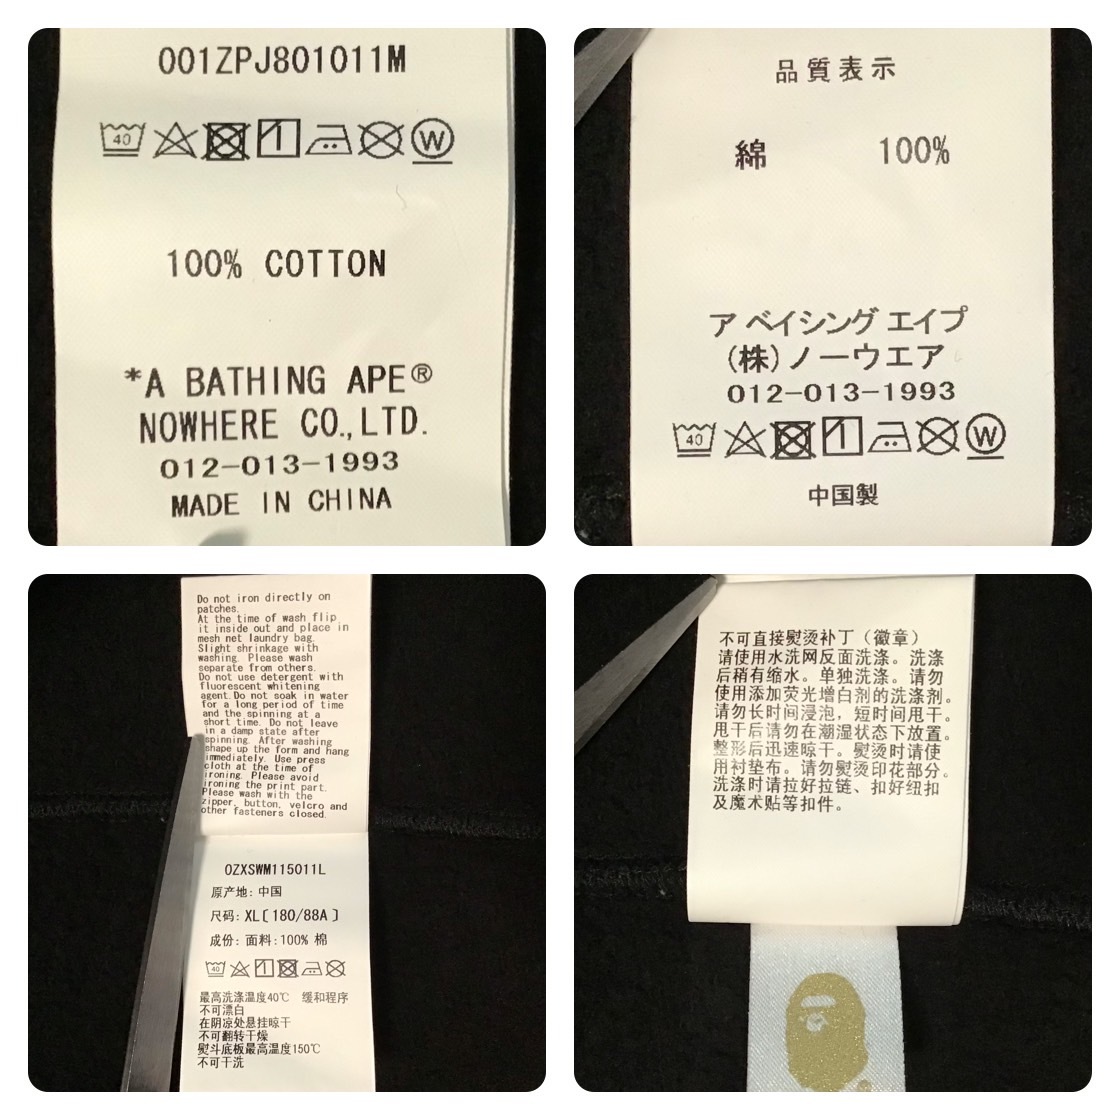 001ZPJ801011M
40 1 W
100% COTTON
*A BATHING APE®
NOWHERE CO.,LTD.
012-013-1993
MADE IN CHINA
品質表示
綿 100%
ア ベイシング エイプ
(株)ノーウエア
012-013-1993
40 1 W
中国製
Do not iron directly on
patches.
At the time of wash flip
it inside out and place in
mesh net laundry bag.
Slight shrinkage with
washing. Please wash
separate from others.
Do not use detergent with
fluorescent whitening
agent.Do not soak in water
for a long period of time
and the spinning at a
short time. Do not leave
in a damp state after
spinning. After washing
shape up the form and hang
immediately. Use press
cloth at the time of
ironing. Please avoid
ironing the print part.
Please wash with the
zipper, button, velcro and
other fasteners closed.
0ZXSWM115011L
原产地: 中国
尺码: XL[180/88A]
成份: 面料:100% 棉
40 1
最高洗涤温度40℃ 缓和程序
不可漂白
在阴凉处悬挂晾干
不可翻转干燥
熨斗底板最高温度150℃
不可干洗
不可直接熨烫补丁（徽章）
请使用水洗网反面洗涤。洗涤
后稍有缩水。单独洗涤。请勿
使用添加荧光增白剂的洗涤剂。
请勿长时间浸泡，短时间甩干。
甩干后请勿在潮湿状态下放置。
整形后迅速晾干。熨烫时请使
用衬垫布。请勿熨烫印花部分。
洗涤时请拉好拉链、扣好纽扣
及魔术贴等扣件。